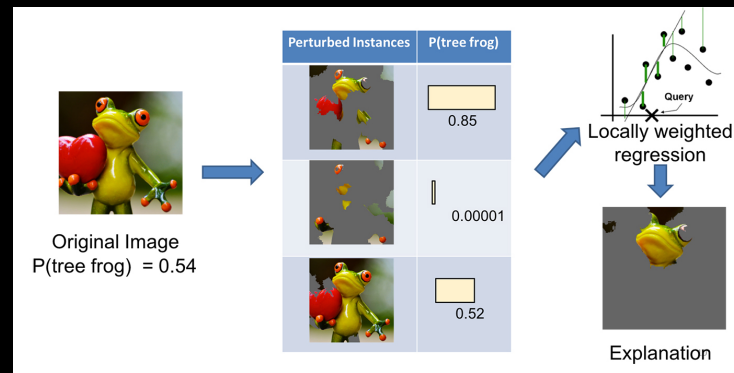 Original Image
P(tree frog) = 0.54
Perturbed Instances
P(tree frog)
0.85
0.00001
0.52
Query
Locally weighted
regression
Explanation